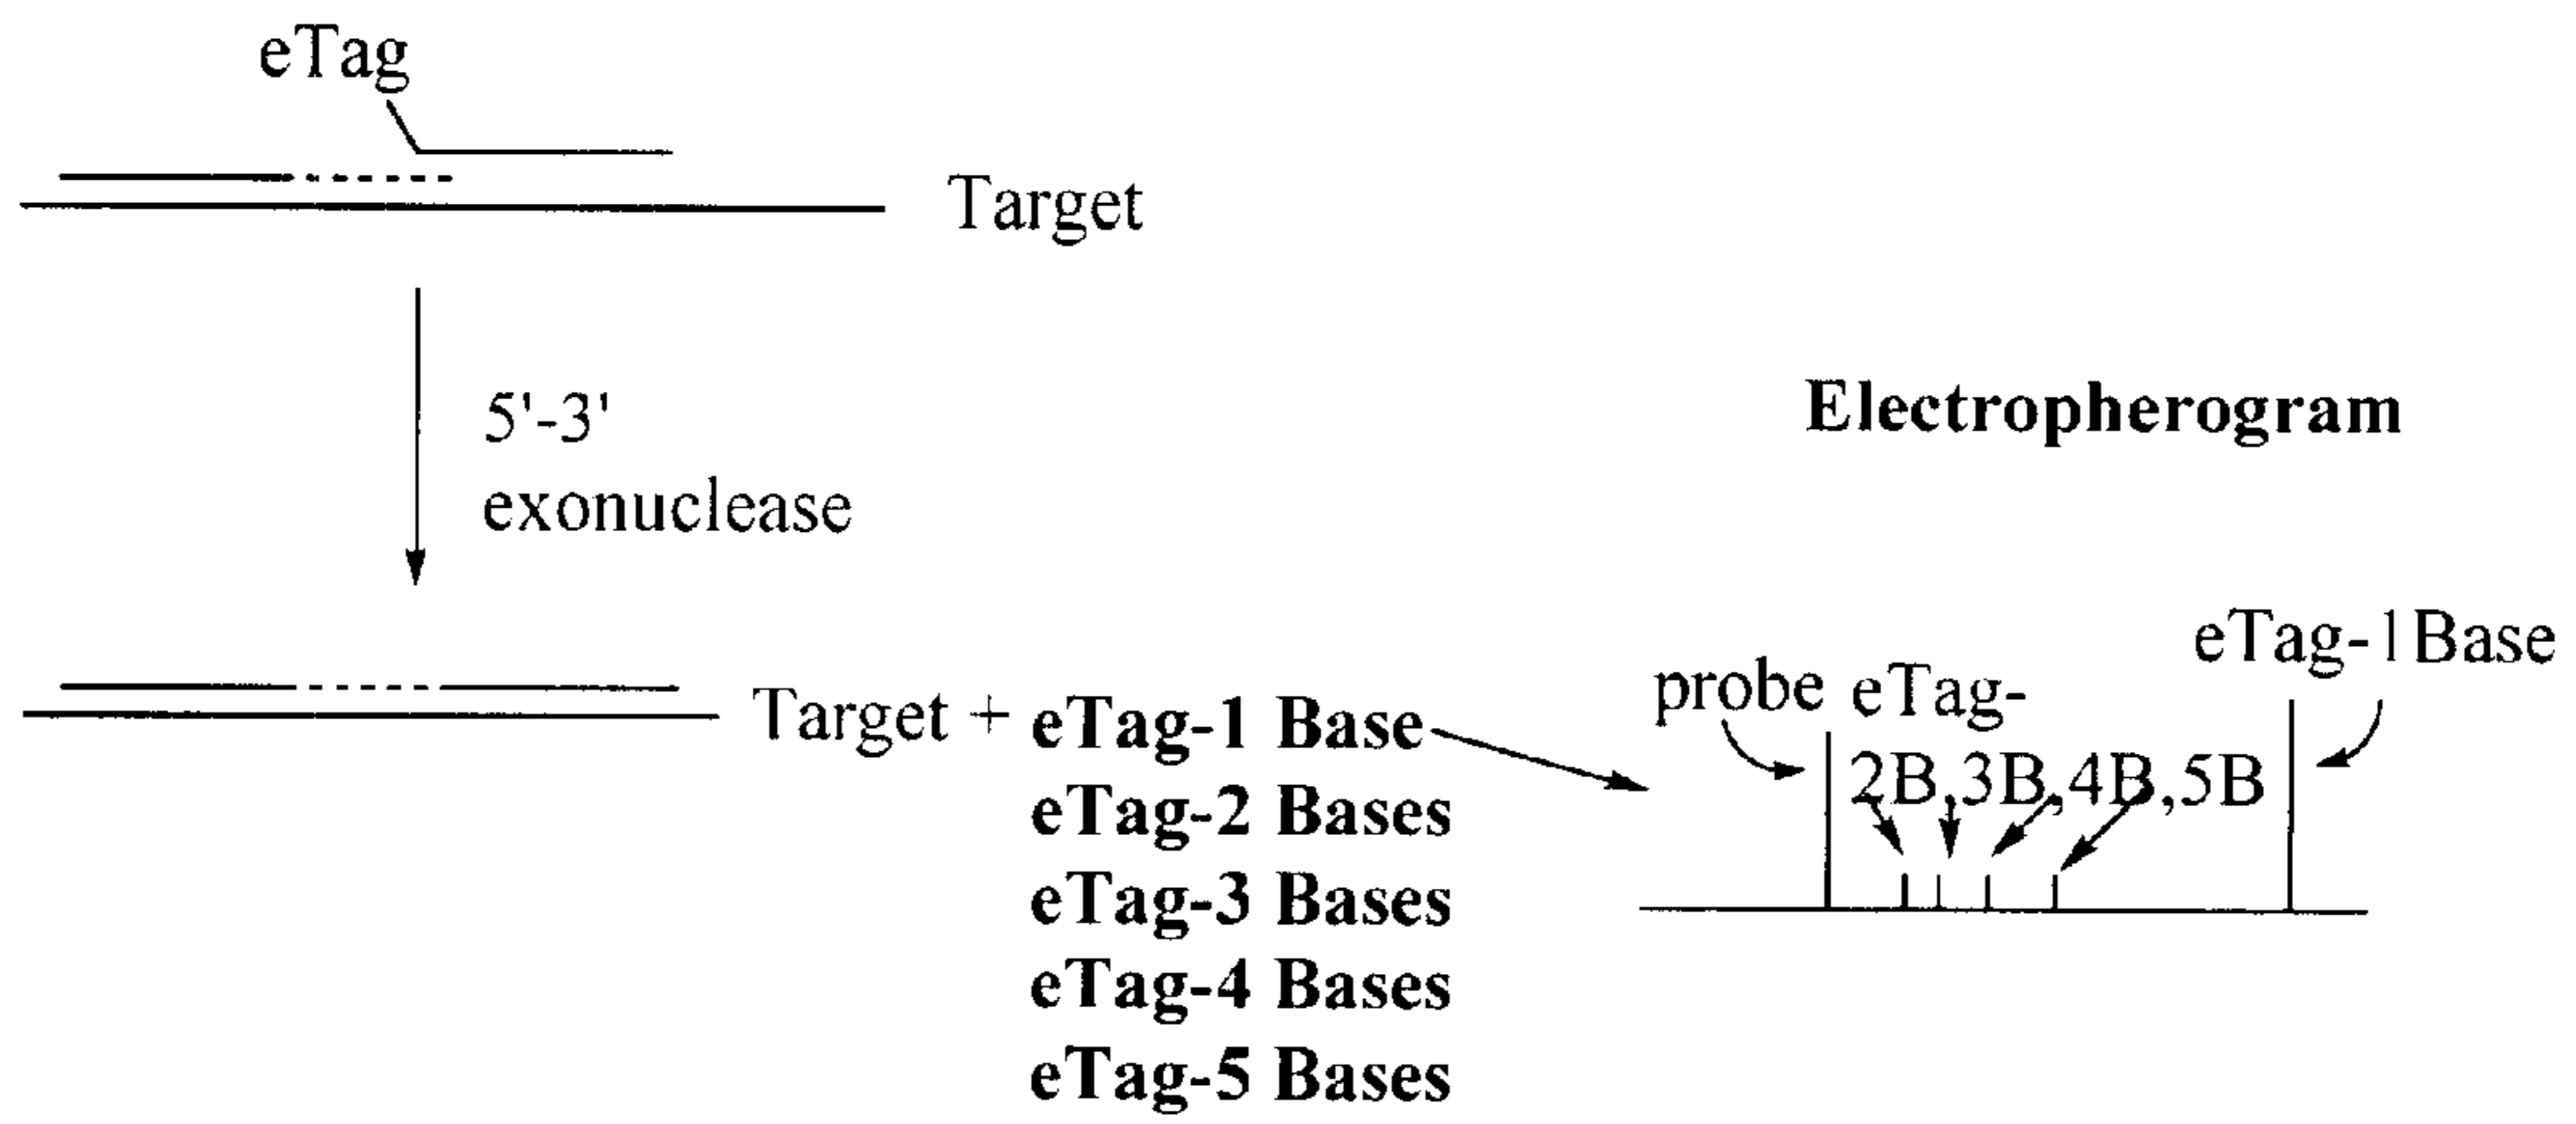 eTag
Target
5'-3'
exonuclease
Target + eTag-1 Base
eTag-2 Bases
eTag-3 Bases
eTag-4 Bases
eTag-5 Bases
Electropherogram
eTag-1Base
probe eTag-
2B,3B,4B,5B